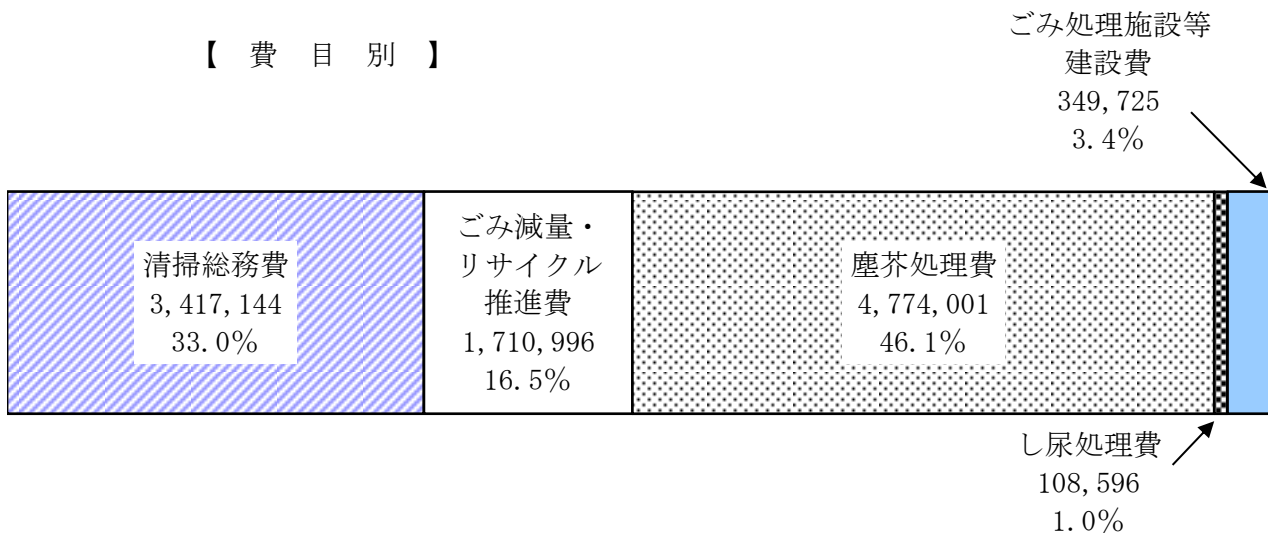 【 費 目 別 】
ごみ処理施設等
建設費
349,725
3.4%
清掃総務費
3,417,144
33.0%
ごみ減量・
リサイクル
推進費
1,710,996
16.5%
塵芥処理費
4,774,001
46.1%
し尿処理費
108,596
1.0%